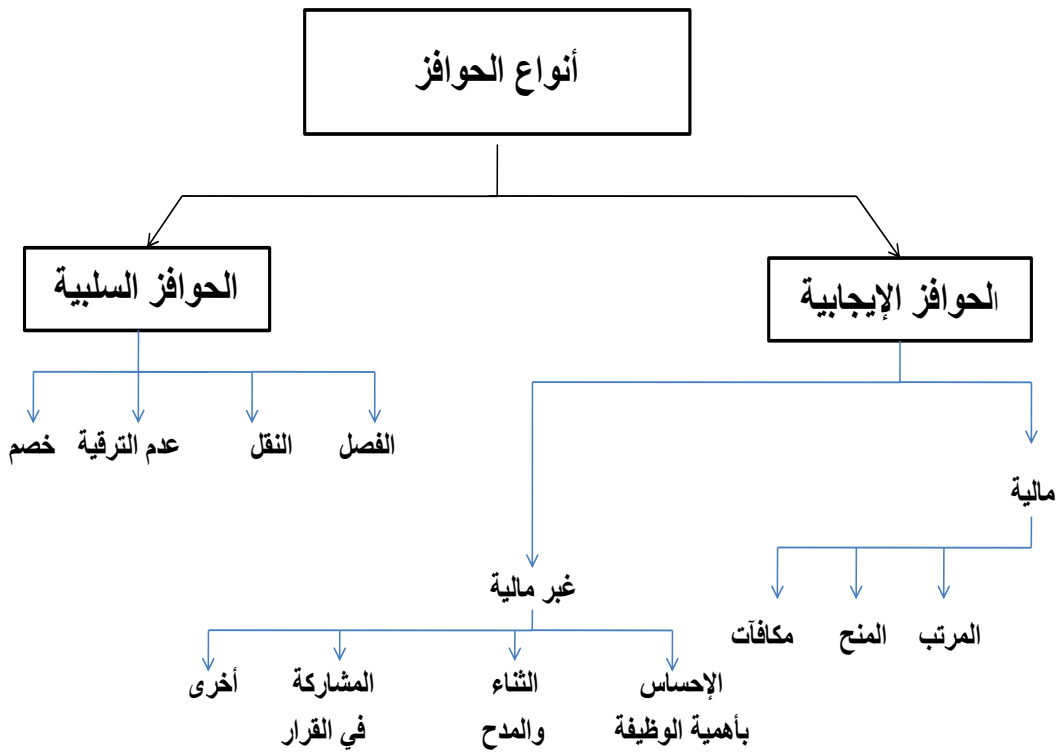 أنواع الحوافز
الحوافز الإيجابية
الحوافز السلبية
الفصل
النقل
عدم الترقية
خصم
مالية
المرتب
المنح
مكافآت
غبر مالية
الإحساس
بأهمية الوظيفة
الثناء
والمدح
المشاركة
في القرار
أخرى